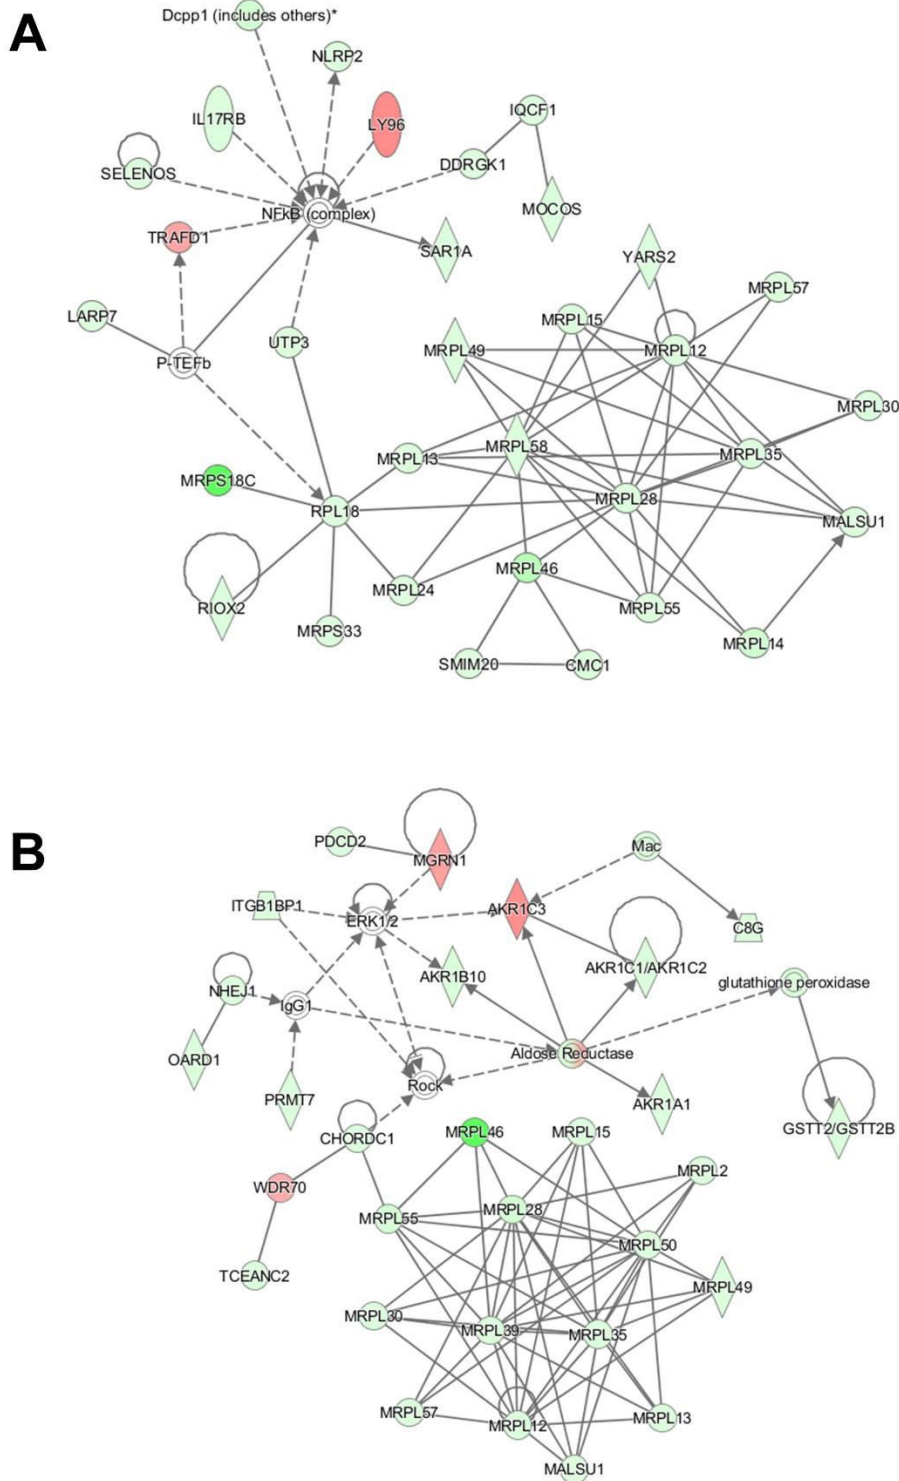 A
Dcpp1 (includes others)*
NLRP2
IL17RB
LY96
IQCF1
SELENOS
DDRGK1
NFkB (complex)
MOCOS
TRAFD1
SAR1A
YARS2
MRPL57
LARP7
MRPL15
UTP3
MRPL49
MRPL12
P-TEFb
MRPL30
MRPL13
MRPL58
MRPL35
MRPS18C
MRPL28
RPL18
MALSU1
MRPL46
MRPL24
RIOX2
MRPL55
MRPS33
MRPL14
SMIM20
CMC1
B
PDCD2
Mac
MGRN1
ITGB1BP1
AKR1C3
ERK1/2
C8G
AKR1B10
AKR1C1/AKR1C2
glutathione peroxidase
NHEJ1
IgG1
OARD1
Aldose Reductase
Rock
PRMT7
AKR1A1
GSTT2/GSTT2B
CHORDC1
MRPL46
MRPL15
MRPL2
WDR70
MRPL55
MRPL28
MRPL50
TCEANC2
MRPL49
MRPL30
MRPL39
MRPL35
MRPL57
MRPL12
MRPL13
MALSU1